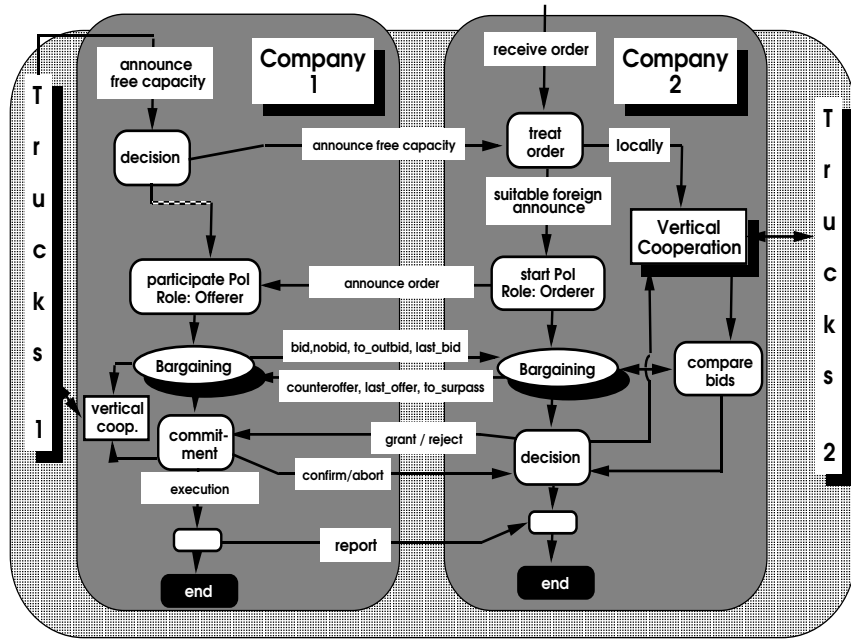 Company
1
Company
2
receive order
announce
free capacity
T
r
u
c
k
s
1
T
r
u
c
k
s
2
decision
announce free capacity
treat
order
locally
suitable foreign
announce
Vertical
Cooperation
participate PoI
Role: Offerer
announce order
start PoI
Role: Orderer
bid,nobid, to_outbid, last_bid
Bargaining
Bargaining
compare
bids
counteroffer, last_offer, to_surpass
vertical
coop.
commit-
ment
grant / reject
decision
confirm/abort
execution
report
end
end